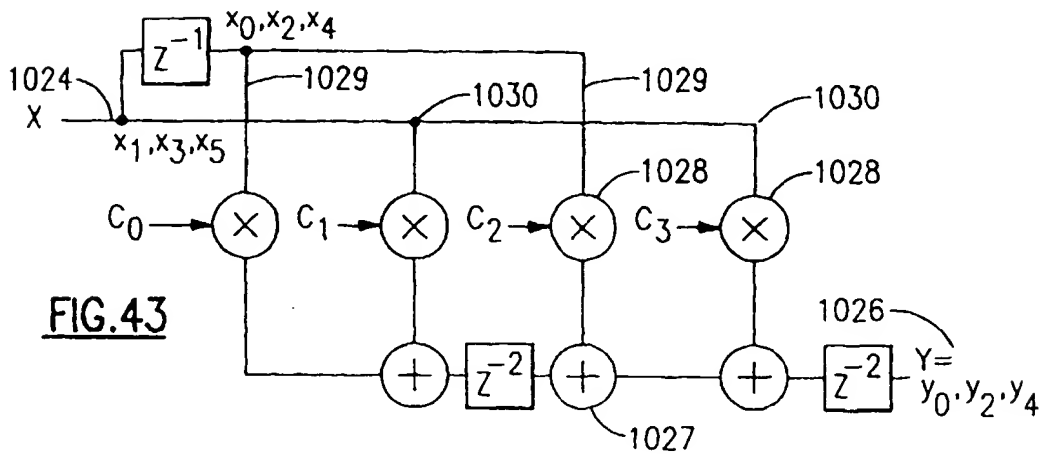 x₀,x₂,x₄
Z⁻¹
1024
1029
1030
1029
1030
X
x₁,x₃,x₅
1028
1028
C₀
×
C₁
×
C₂
×
C₃
×
FIG.43
1026
+
Z⁻²
+
+
Z⁻²
Y=
y₀,y₂,y₄
1027